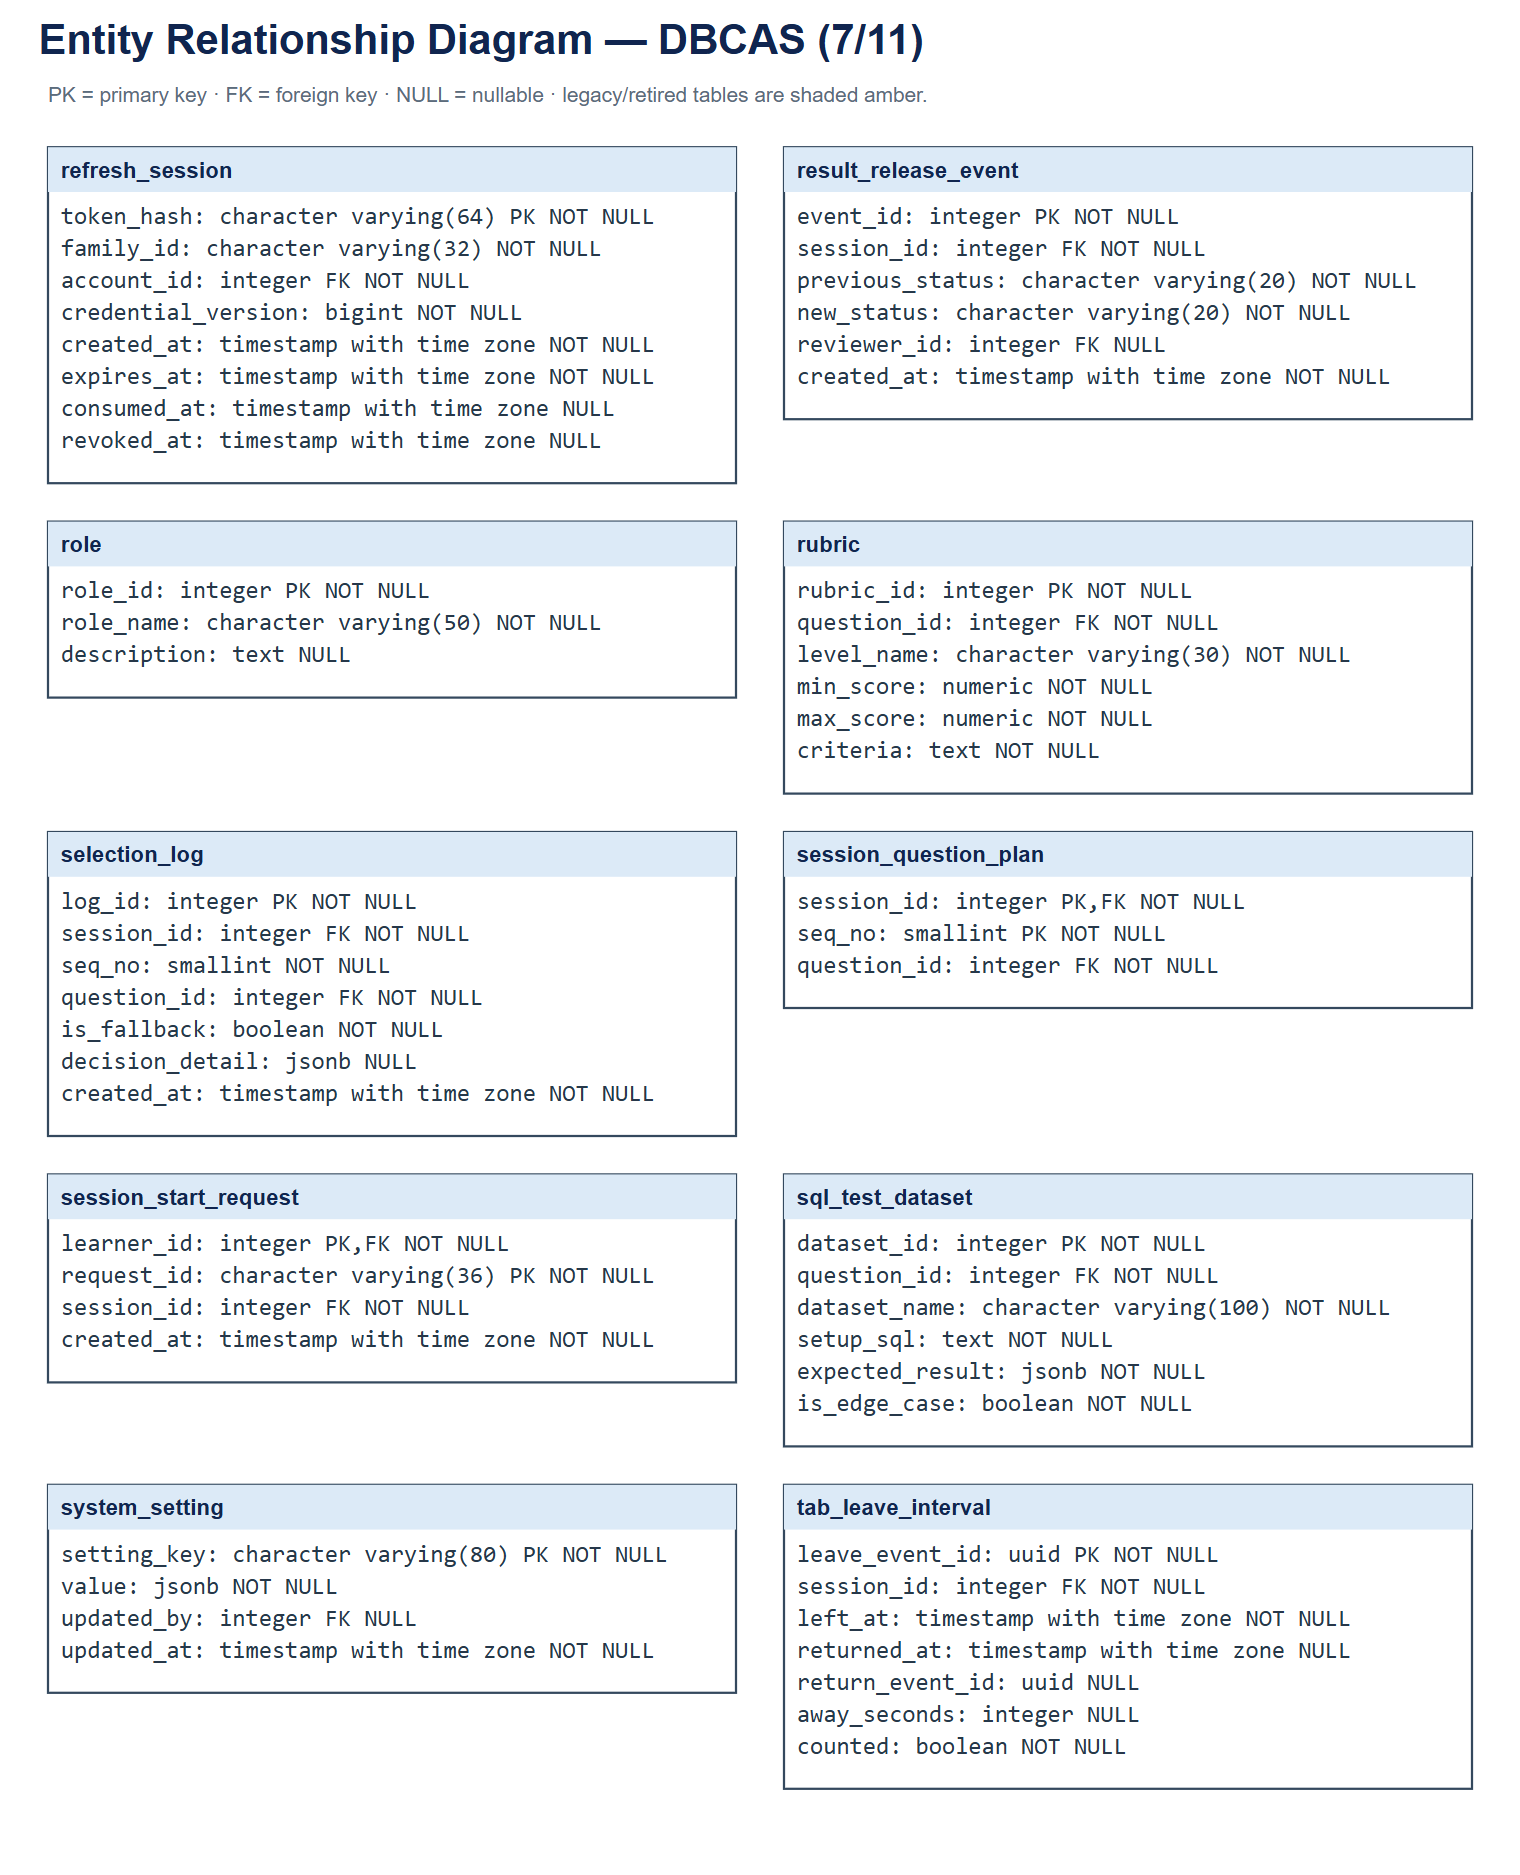 Entity Relationship Diagram — DBCAS (7/11)
PK = primary key · FK = foreign key · NULL = nullable · legacy/retired tables are shaded amber.
refresh_session
token_hash: character varying(64) PK NOT NULL
family_id: character varying(32) NOT NULL
account_id: integer FK NOT NULL
credential_version: bigint NOT NULL
created_at: timestamp with time zone NOT NULL
expires_at: timestamp with time zone NOT NULL
consumed_at: timestamp with time zone NULL
revoked_at: timestamp with time zone NULL
result_release_event
event_id: integer PK NOT NULL
session_id: integer FK NOT NULL
previous_status: character varying(20) NOT NULL
new_status: character varying(20) NOT NULL
reviewer_id: integer FK NULL
created_at: timestamp with time zone NOT NULL
role
role_id: integer PK NOT NULL
role_name: character varying(50) NOT NULL
description: text NULL
rubric
rubric_id: integer PK NOT NULL
question_id: integer FK NOT NULL
level_name: character varying(30) NOT NULL
min_score: numeric NOT NULL
max_score: numeric NOT NULL
criteria: text NOT NULL
selection_log
log_id: integer PK NOT NULL
session_id: integer FK NOT NULL
seq_no: smallint NOT NULL
question_id: integer FK NOT NULL
is_fallback: boolean NOT NULL
decision_detail: jsonb NULL
created_at: timestamp with time zone NOT NULL
session_question_plan
session_id: integer PK,FK NOT NULL
seq_no: smallint PK NOT NULL
question_id: integer FK NOT NULL
session_start_request
learner_id: integer PK,FK NOT NULL
request_id: character varying(36) PK NOT NULL
session_id: integer FK NOT NULL
created_at: timestamp with time zone NOT NULL
sql_test_dataset
dataset_id: integer PK NOT NULL
question_id: integer FK NOT NULL
dataset_name: character varying(100) NOT NULL
setup_sql: text NOT NULL
expected_result: jsonb NOT NULL
is_edge_case: boolean NOT NULL
system_setting
setting_key: character varying(80) PK NOT NULL
value: jsonb NOT NULL
updated_by: integer FK NULL
updated_at: timestamp with time zone NOT NULL
tab_leave_interval
leave_event_id: uuid PK NOT NULL
session_id: integer FK NOT NULL
left_at: timestamp with time zone NOT NULL
returned_at: timestamp with time zone NULL
return_event_id: uuid NULL
away_seconds: integer NULL
counted: boolean NOT NULL